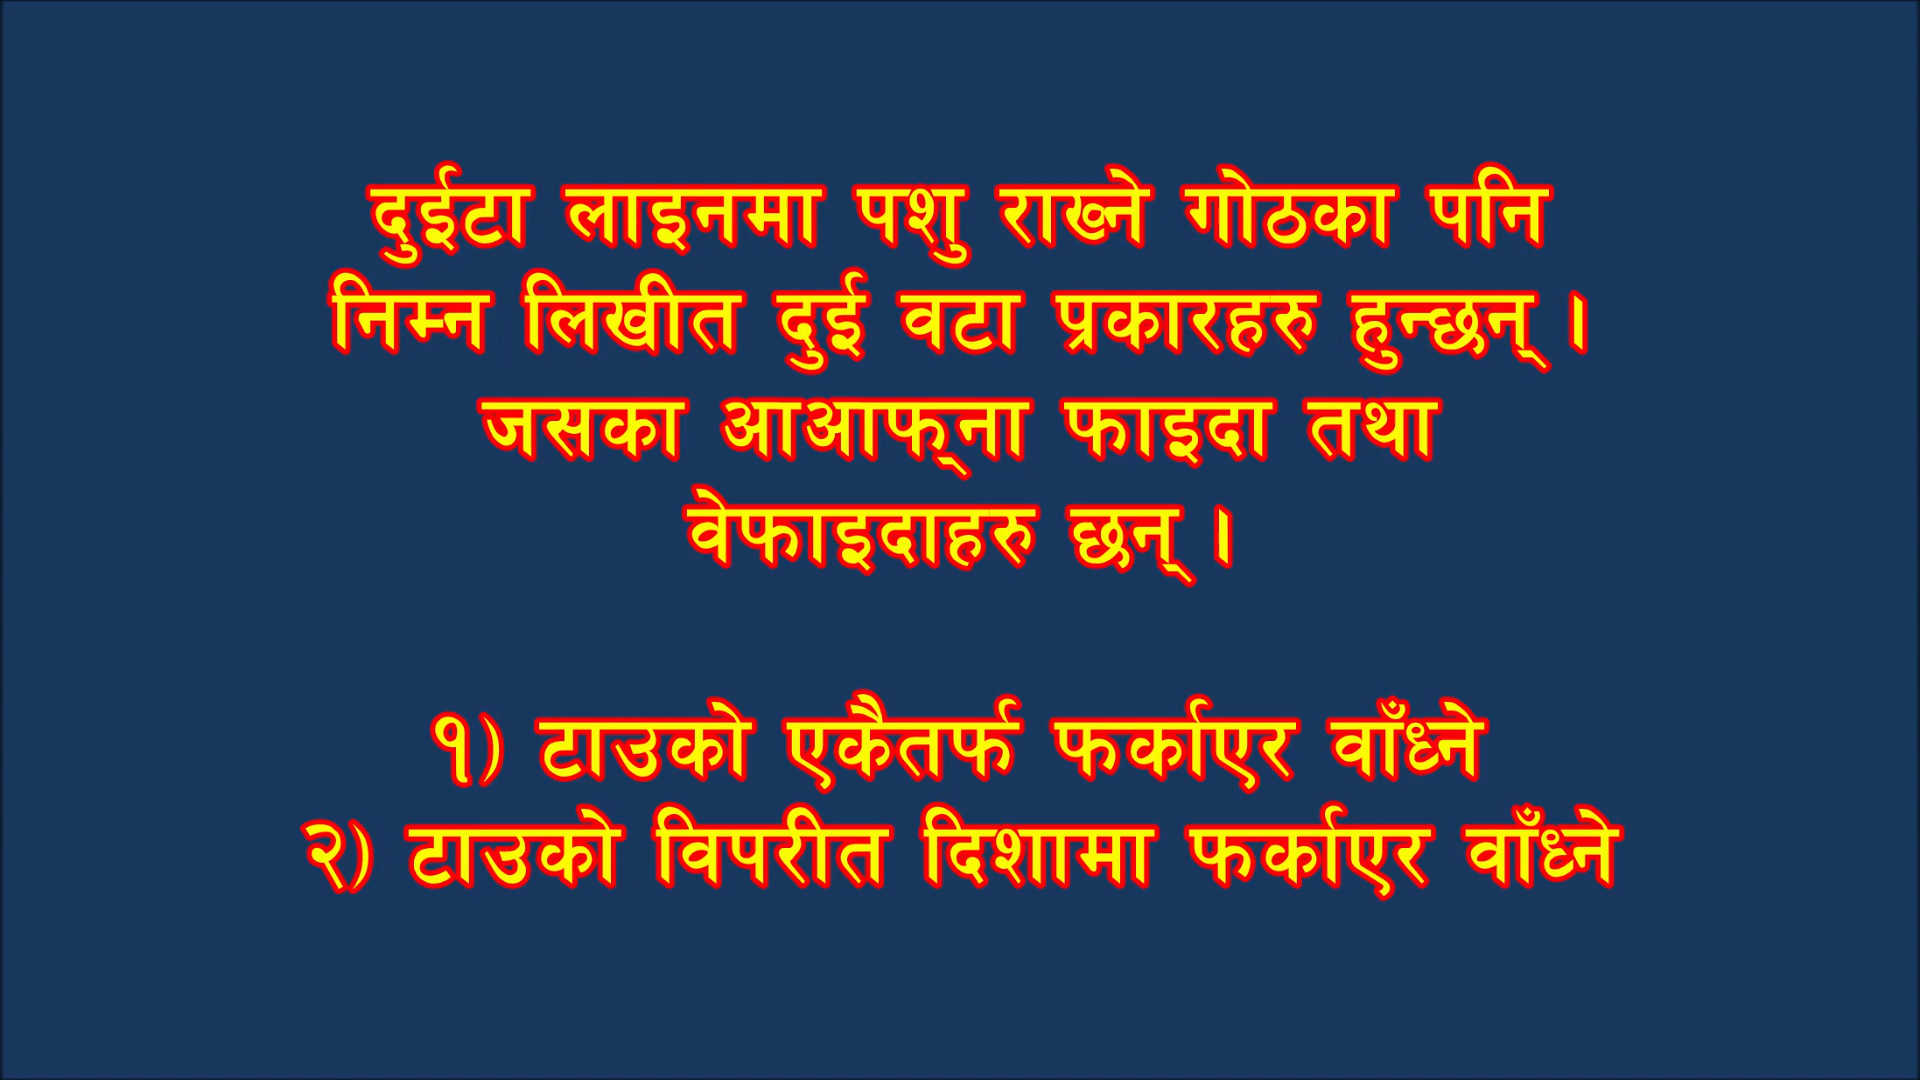 दुईटा लाइनमा पशु राख्ने गोठका पनि
निम्न लिखीत दुई वटा प्रकारहरु हुन्छन् ।
जसका आआफ्‌ना फाइदा तथा
वेफाइदाहरु छन् ।
१) टाउको एकैतर्फ फर्काएर वाँध्ने
२) टाउको विपरीत दिशामा फर्काएर वाँध्ने